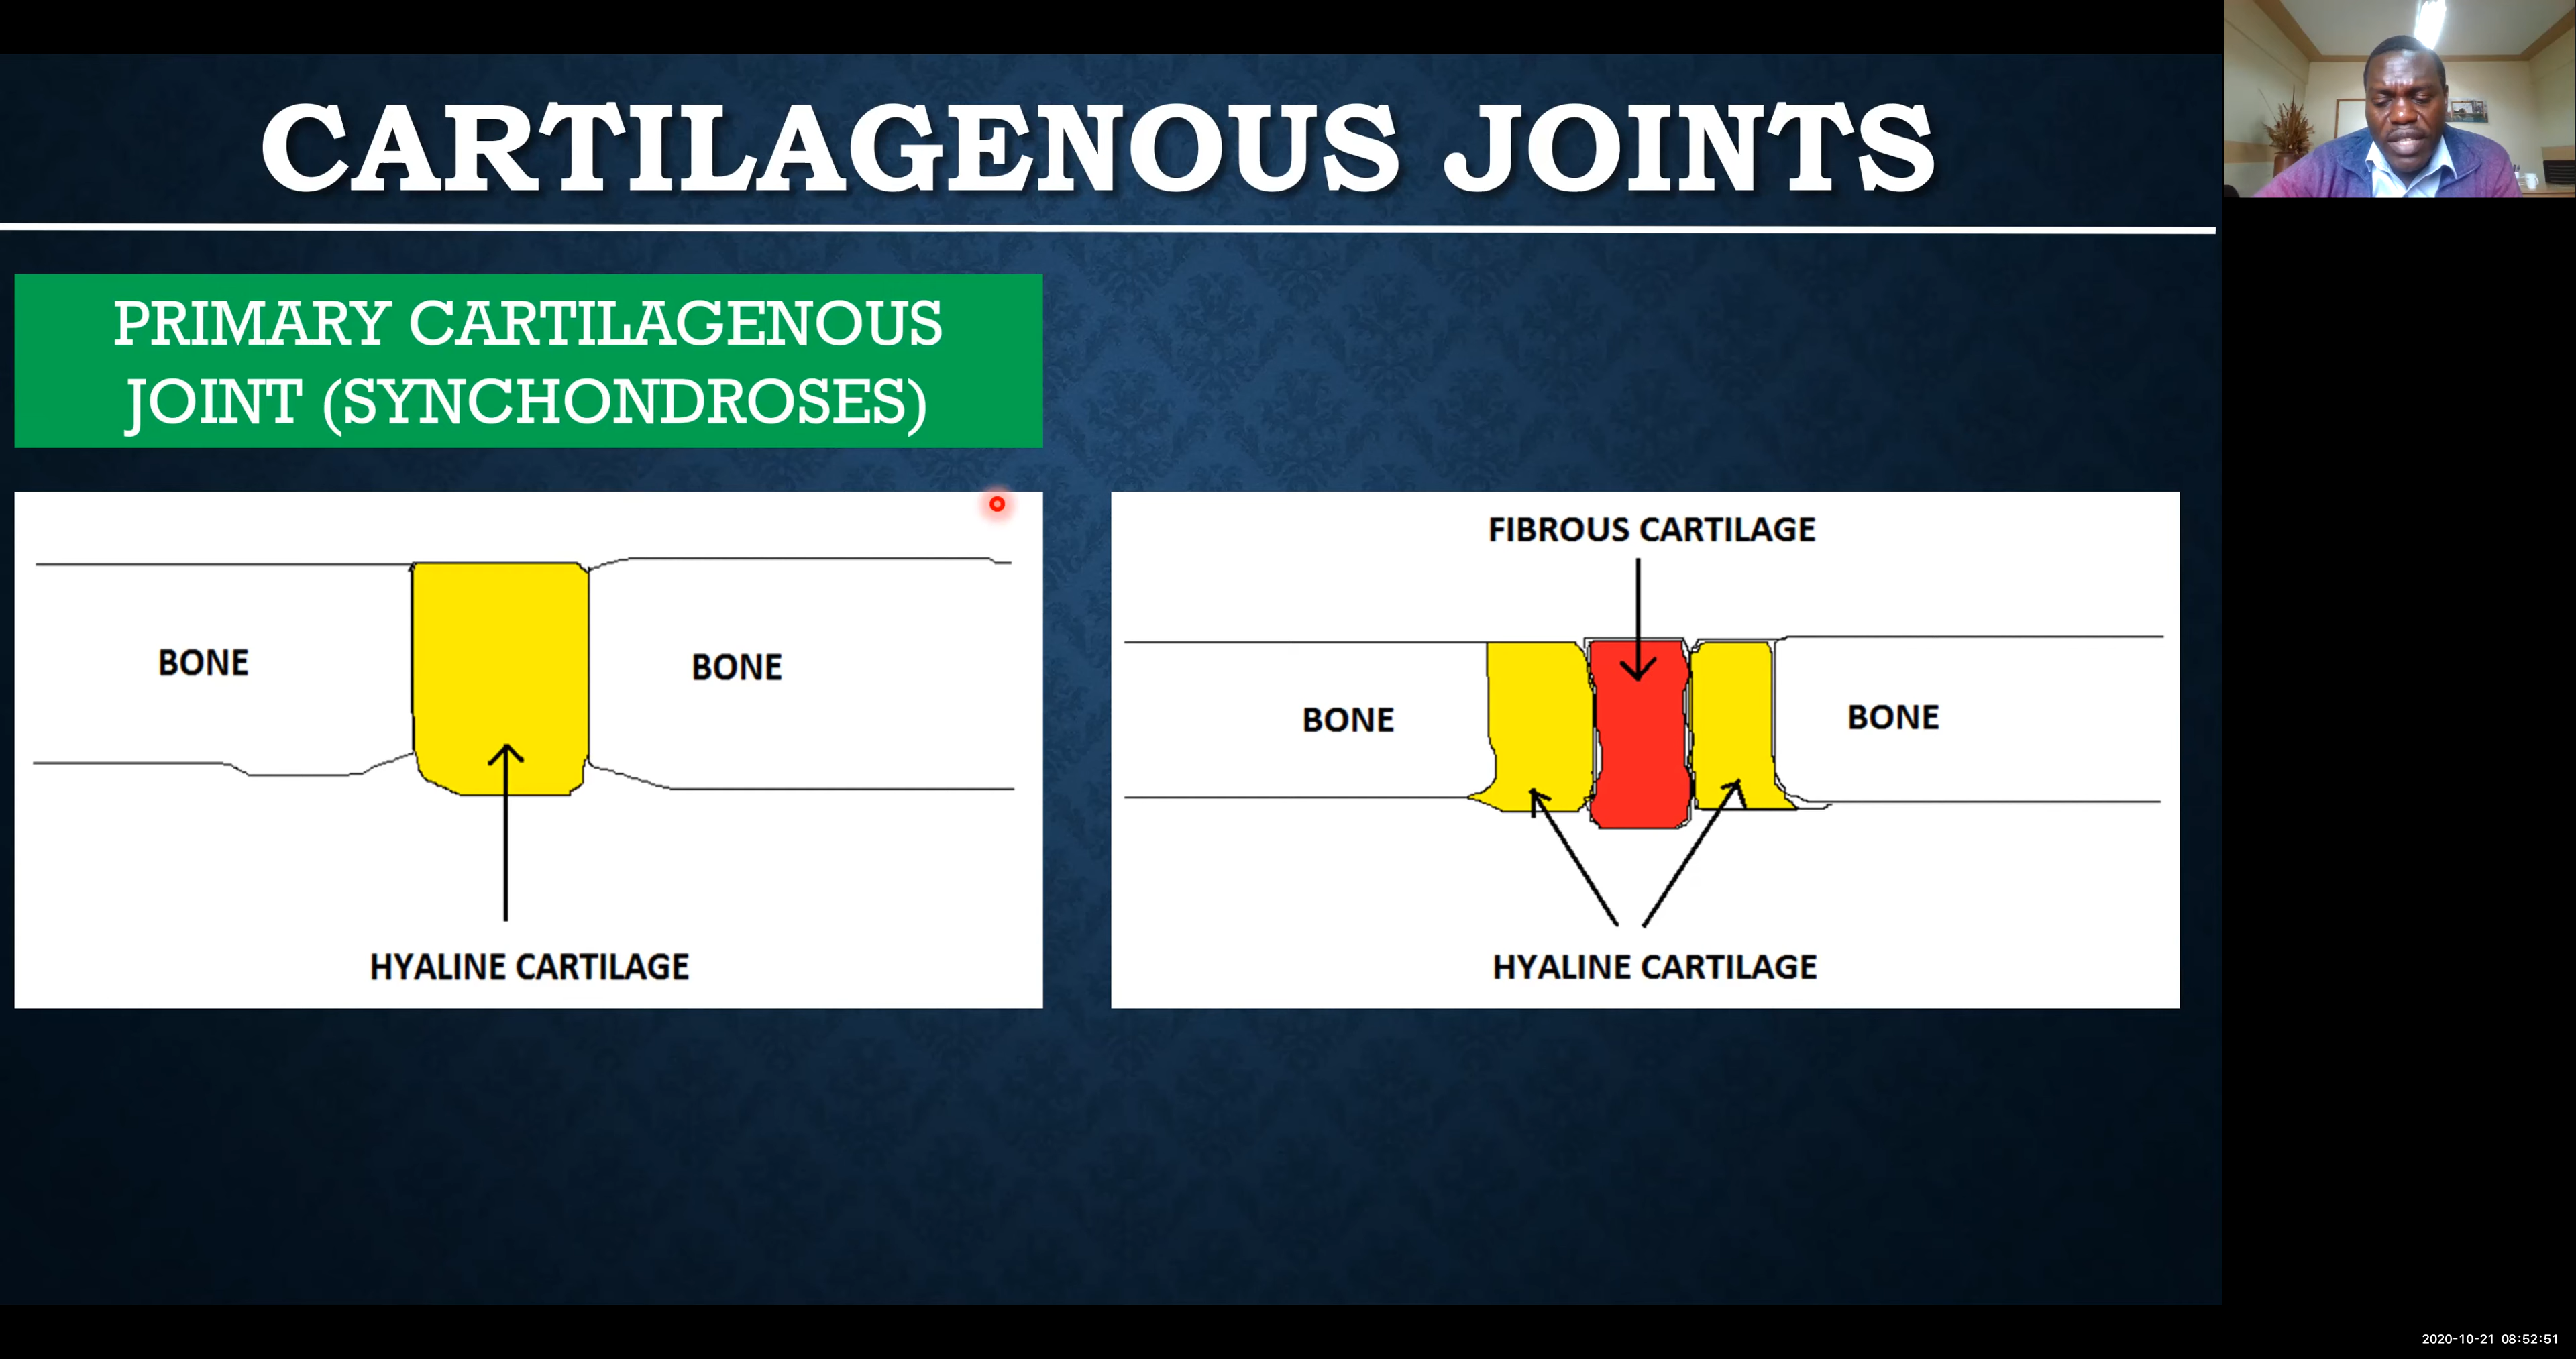 CARTILAGENOUS JOINTS
PRIMARY CARTILAGENOUS
JOINT (SYNCHONDROSES)
BONE
BONE
HYALINE CARTILAGE
FIBROUS CARTILAGE
BONE
BONE
HYALINE CARTILAGE
2020-10-21 08:52:51